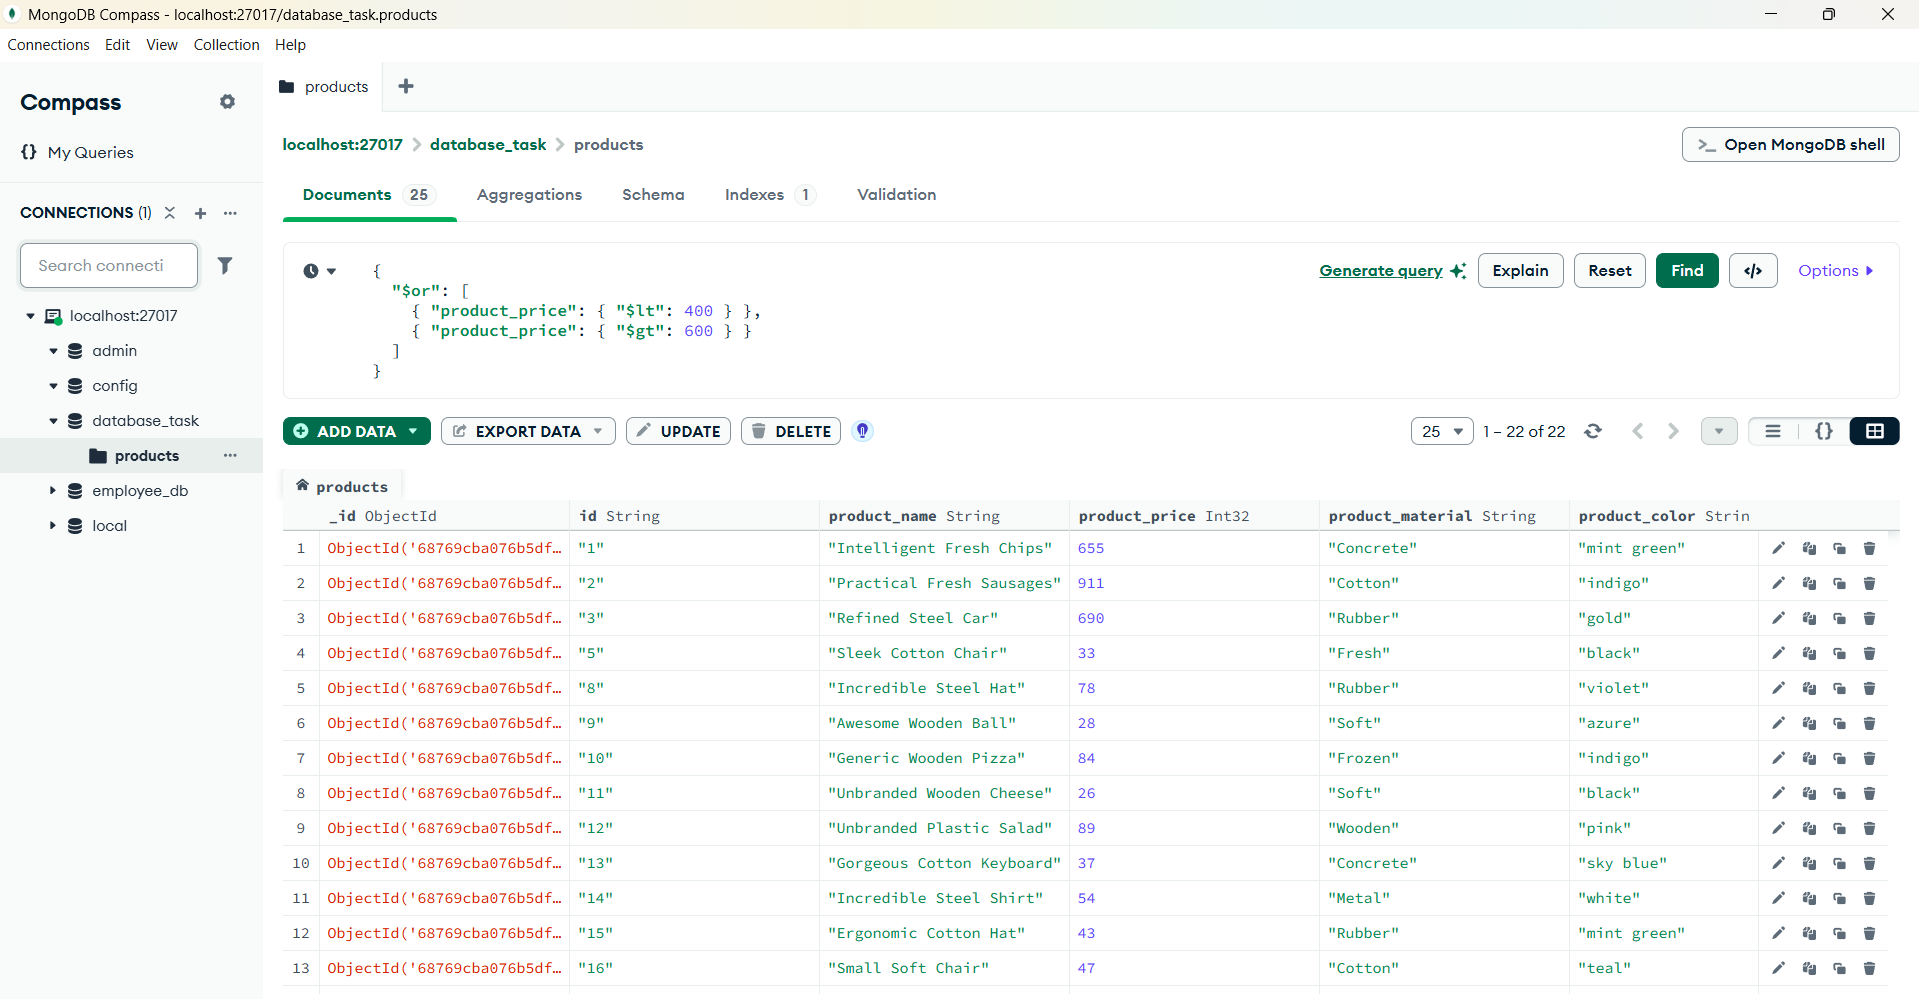 MongoDB Compass - localhost:27017/database_task.products
Connections Edit View Collection Help
Compass
{} My Queries
CONNECTIONS (1)
Search connecti
localhost:27017
admin
config
database_task
products
employee_db
local
products
localhost:27017 > database_task > products
>_ Open MongoDB shell
Documents 25 Aggregations Schema Indexes 1 Validation
{
"$or": [
{ "product_price": { "$lt": 400 } },
{ "product_price": { "$gt": 600 } }
]
}
Generate query Explain Reset Find </> Options
ADD DATA EXPORT DATA UPDATE DELETE 25 1 – 22 of 22 {}
products
_id ObjectId id String product_name String product_price Int32 product_material String product_color Strin
1 ObjectId('68769cba076b5df… "1" "Intelligent Fresh Chips" 655 "Concrete" "mint green"
2 ObjectId('68769cba076b5df… "2" "Practical Fresh Sausages" 911 "Cotton" "indigo"
3 ObjectId('68769cba076b5df… "3" "Refined Steel Car" 690 "Rubber" "gold"
4 ObjectId('68769cba076b5df… "5" "Sleek Cotton Chair" 33 "Fresh" "black"
5 ObjectId('68769cba076b5df… "8" "Incredible Steel Hat" 78 "Rubber" "violet"
6 ObjectId('68769cba076b5df… "9" "Awesome Wooden Ball" 28 "Soft" "azure"
7 ObjectId('68769cba076b5df… "10" "Generic Wooden Pizza" 84 "Frozen" "indigo"
8 ObjectId('68769cba076b5df… "11" "Unbranded Wooden Cheese" 26 "Soft" "black"
9 ObjectId('68769cba076b5df… "12" "Unbranded Plastic Salad" 89 "Wooden" "pink"
10 ObjectId('68769cba076b5df… "13" "Gorgeous Cotton Keyboard" 37 "Concrete" "sky blue"
11 ObjectId('68769cba076b5df… "14" "Incredible Steel Shirt" 54 "Metal" "white"
12 ObjectId('68769cba076b5df… "15" "Ergonomic Cotton Hat" 43 "Rubber" "mint green"
13 ObjectId('68769cba076b5df… "16" "Small Soft Chair" 47 "Cotton" "teal"